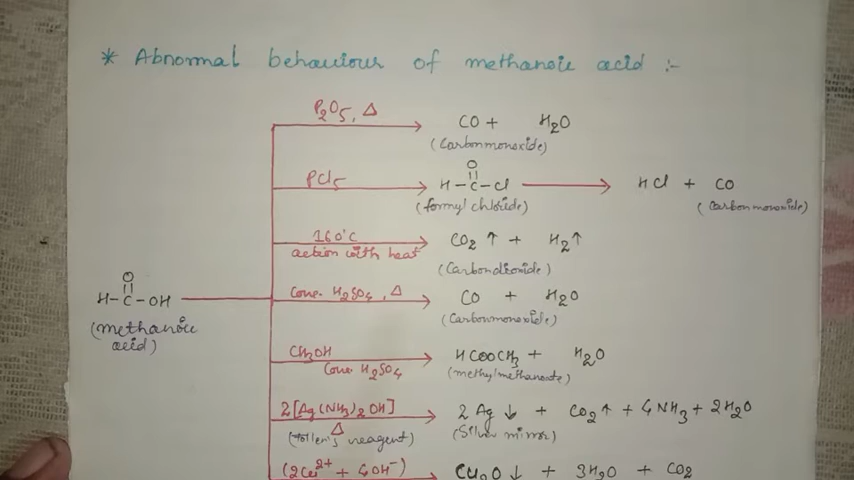 * Abnormal behaviour of methanoic acid :-
P2O5, Δ
CO + H2O
(Carbonmonoxide)
PCl5
O
H-C-Cl
HCl + CO
(formyl chloride)
(Carbonmonoxide)
160°C
action with heat
CO2 ↑ + H2 ↑
(Carbondioxide)
Conc. H2SO4, Δ
CO + H2O
(Carbonmonoxide)
O
H-C-OH
(methanoic
acid)
CH3OH
Conc. H2SO4
HCOOCH3 + H2O
(methylmethanoate)
2[Ag(NH3)2OH]
Δ
(Tollen's reagent)
2Ag ↓ + CO2 ↑ + 4NH3 + 2H2O
(Silver mirror)
(2Cu2+ + 4OH-)
Cu2O ↓ + 3H2O + CO2